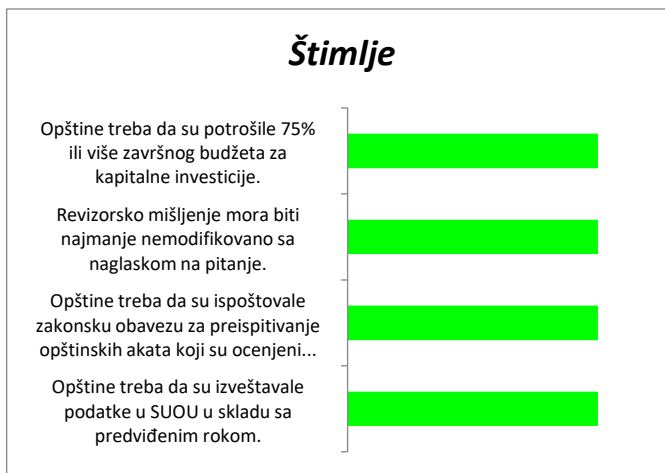 Štimlje
Opštine treba da su potrošile 75%
ili više završnog budžeta za
kapitalne investicije.
Revizorsko mišljenje mora biti
najmanje nemodifikovano sa
naglaskom na pitanje.
Opštine treba da su ispoštovale
zakonsku obavezu za preispitivanje
opštinskih akata koji su ocenjeni...
Opštine treba da su izveštavale
podatke u SUOU u skladu sa
predviđenim rokom.